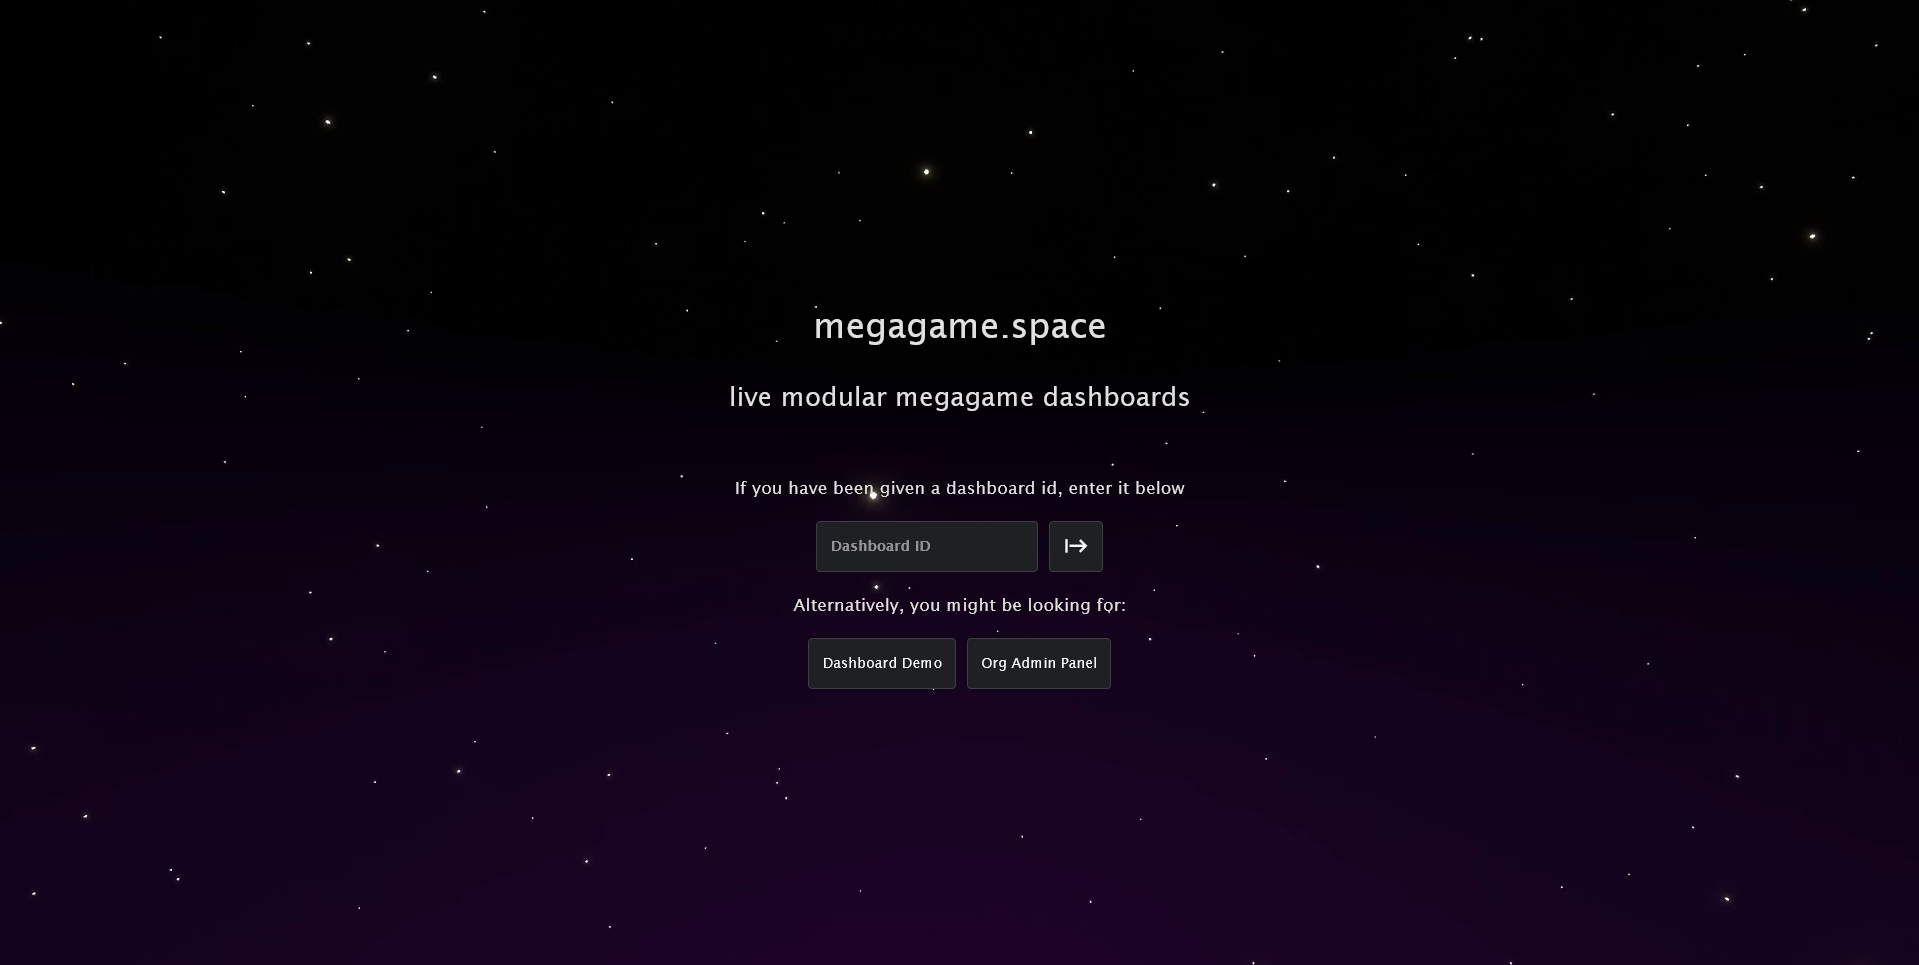 megagame.space
live modular megagame dashboards
If you have been given a dashboard id, enter it below
Dashboard ID
Alternatively, you might be looking for:
Dashboard Demo
Org Admin Panel